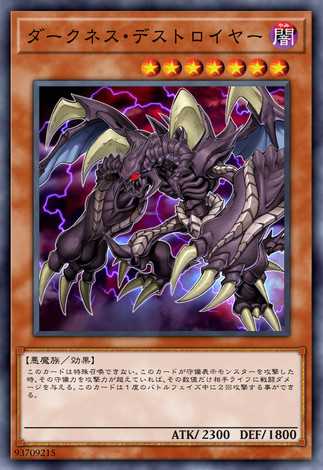 ダークネス・デストロイヤー
やみ
闇
【悪魔族／効果】
このカードは特殊召喚できない。このカードが守備表示モンスターを攻撃した
時、その守備力を攻撃力が超えていれば、その数値だけ相手ライフに戦闘ダメ
ージを与える。このカードは１度のバトルフェイズ中に２回攻撃する事ができ
る。
ATK/ 2300 DEF/1800
93709215